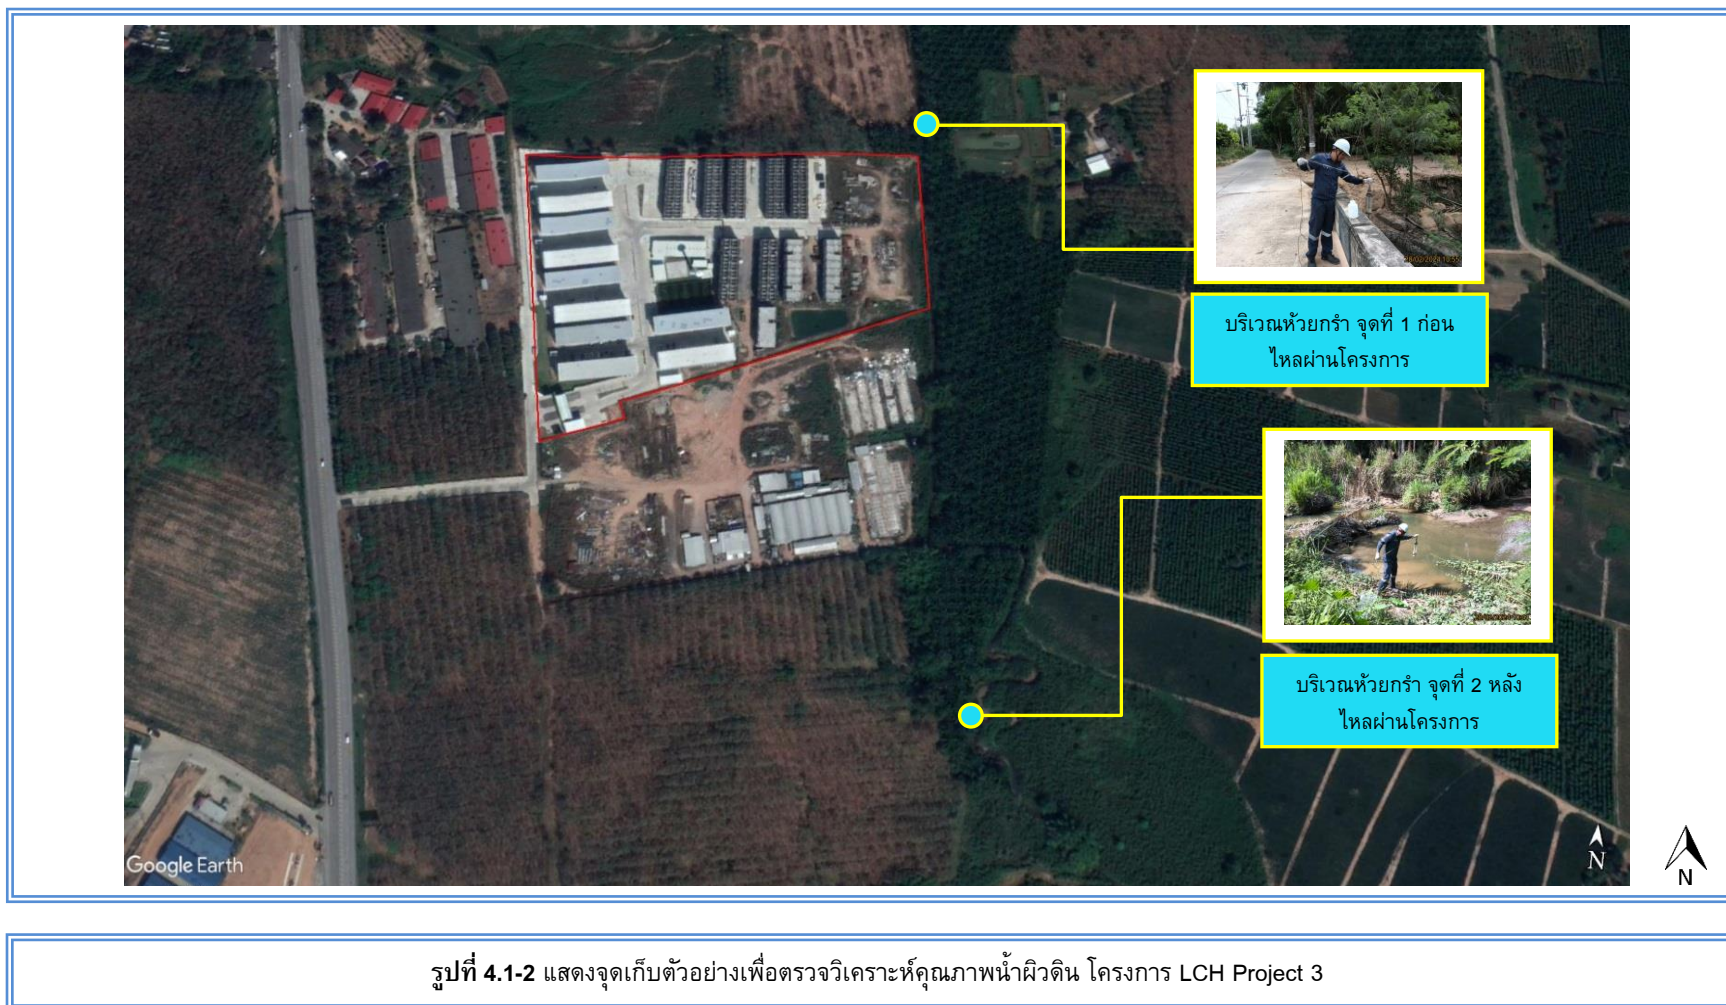 บริเวณห้วยกรำ จุดที่ 1 ก่อน
ไหลผ่านโครงการ
บริเวณห้วยกรำ จุดที่ 2 หลัง
ไหลผ่านโครงการ
Google Earth
N
N
รูปที่ 4.1-2 แสดงจุดเก็บตัวอย่างเพื่อตรวจวิเคราะห์คุณภาพน้ำผิวดิน โครงการ LCH Project 3